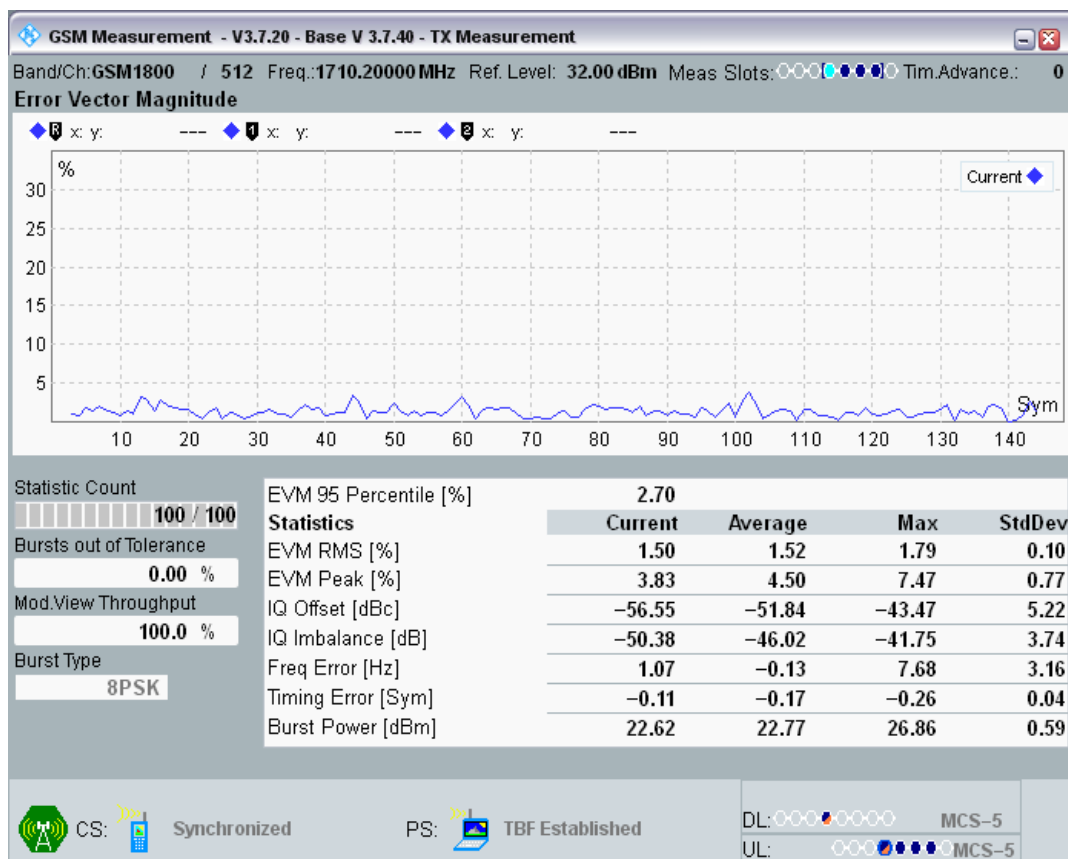 GSM Measurement - V3.7.20 - Base V 3.7.40 - TX Measurement
Band/Ch:GSM1800 / 512 Freq.:1710.20000 MHz Ref. Level: 32.00 dBm Meas Slots: Tim.Advance.: 0
Error Vector Magnitude
R x: y: --- 1 x: y: --- 2 x: y: ---
%
Current
30
25
20
15
10
5
Sym
10 20 30 40 50 60 70 80 90 100 110 120 130 140
Statistic Count
100 / 100
Bursts out of Tolerance
0.00 %
Mod.View Throughput
100.0 %
Burst Type
8PSK
EVM 95 Percentile [%] 2.70
Statistics Current Average Max StdDev
EVM RMS [%] 1.50 1.52 1.79 0.10
EVM Peak [%] 3.83 4.50 7.47 0.77
IQ Offset [dBc] −56.55 −51.84 −43.47 5.22
IQ Imbalance [dB] −50.38 −46.02 −41.75 3.74
Freq Error [Hz] 1.07 −0.13 7.68 3.16
Timing Error [Sym] −0.11 −0.17 −0.26 0.04
Burst Power [dBm] 22.62 22.77 26.86 0.59
CS: Synchronized PS: TBF Established
DL: MCS−5
UL: MCS−5